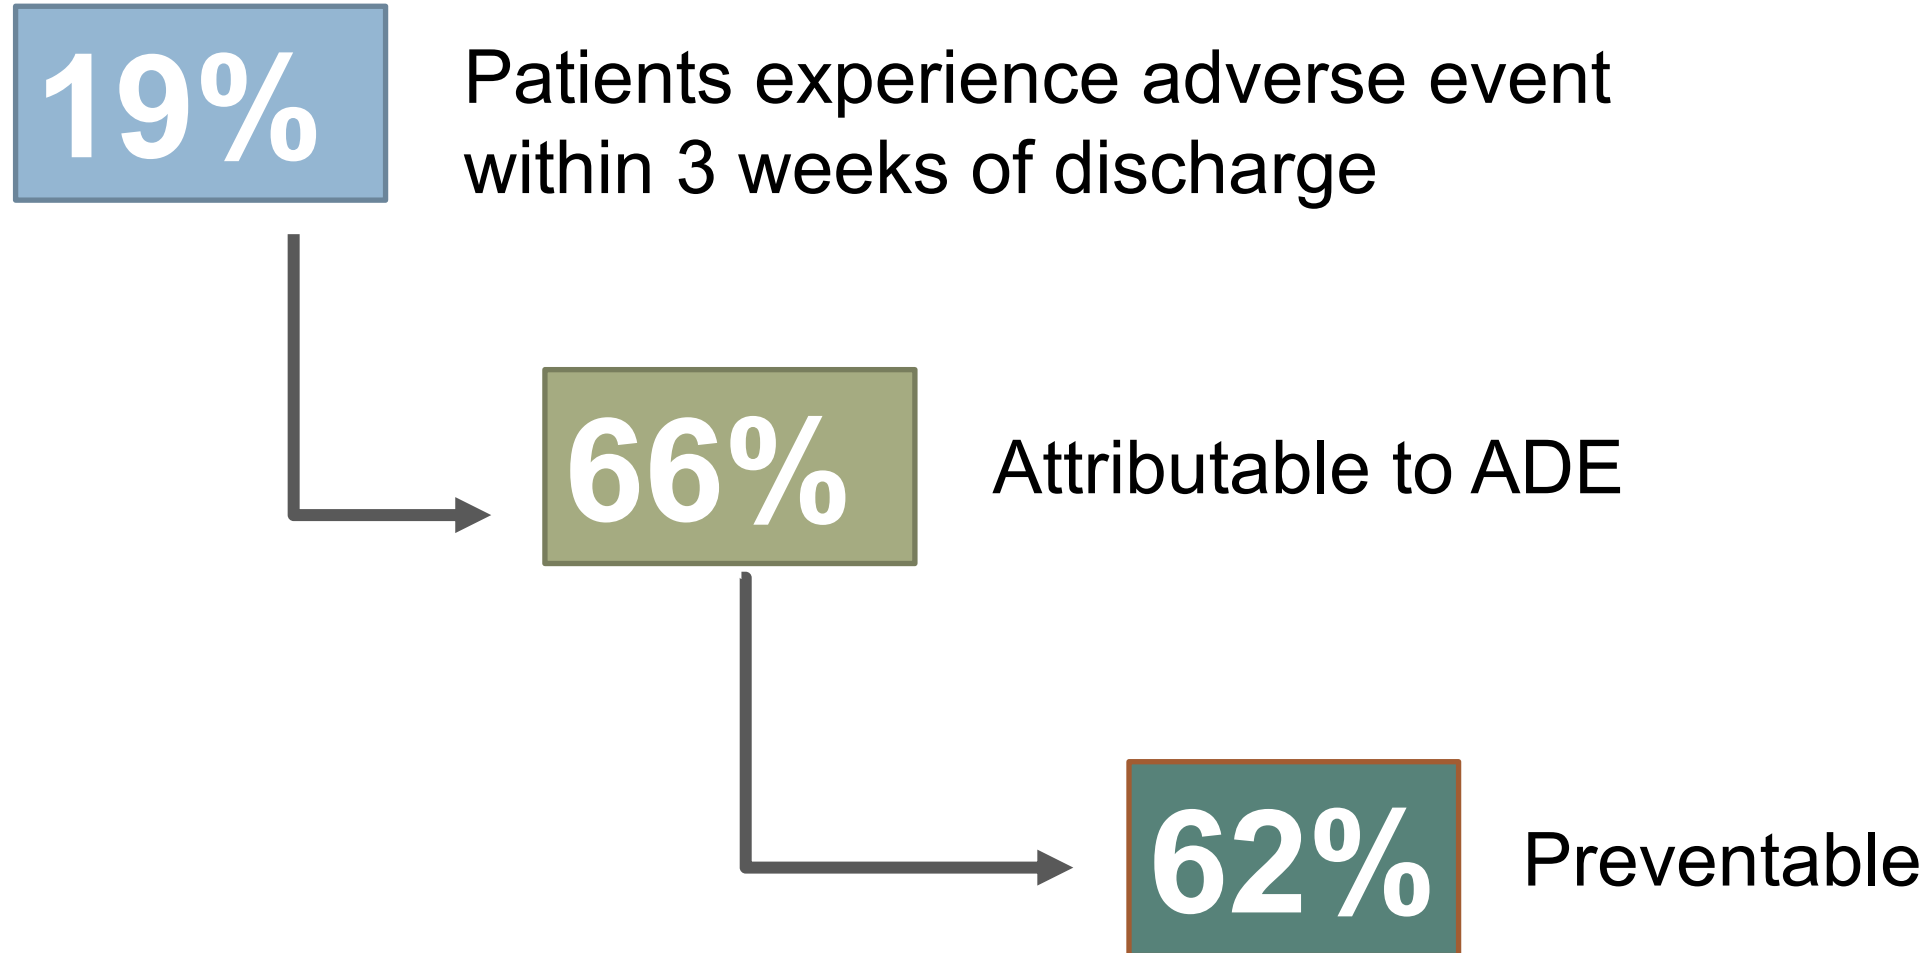 19%
Patients experience adverse event
within 3 weeks of discharge
66%
Attributable to ADE
62%
Preventable